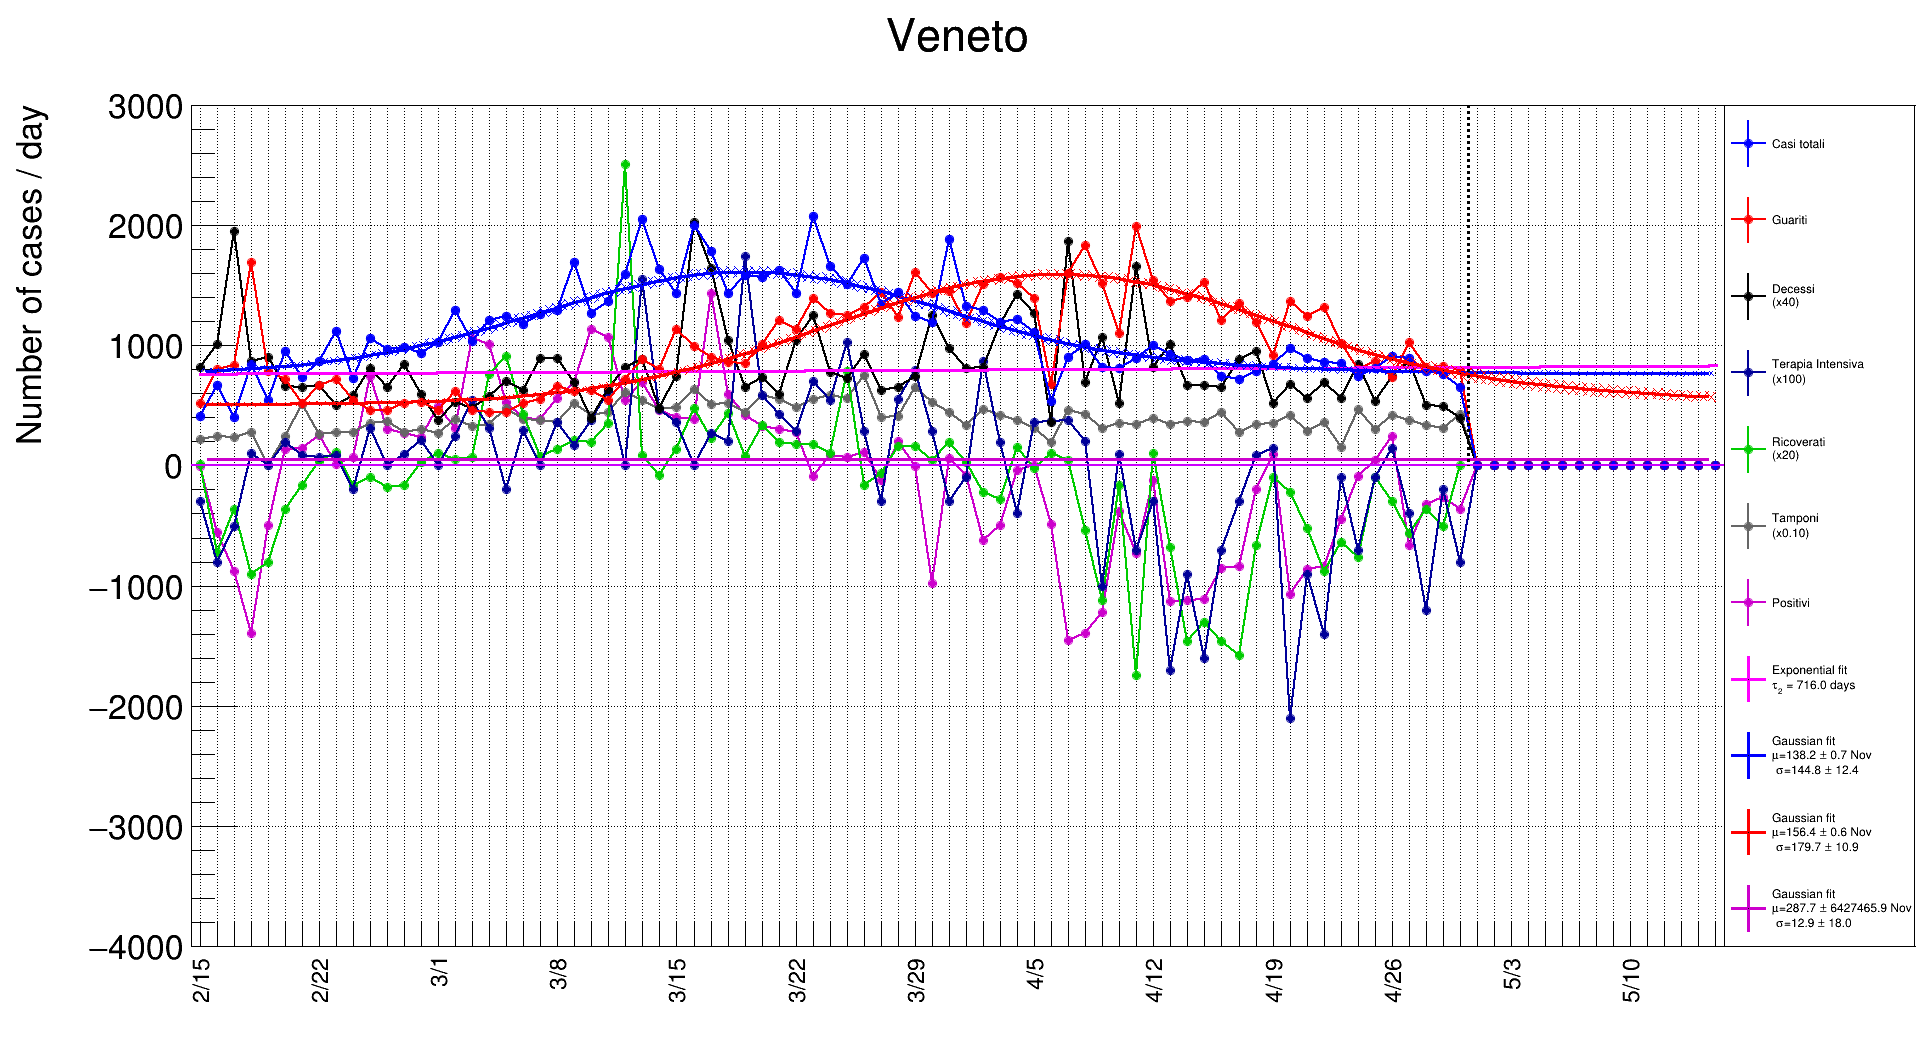 Veneto
Number of cases / day
3000
2000
1000
0
−1000
−2000
−3000
−4000
2/15
2/22
3/1
3/8
3/15
3/22
3/29
4/5
4/12
4/19
4/26
5/3
5/10
Casi totali
Guariti
Decessi
(x40)
Terapia Intensiva
(x100)
Ricoverati
(x20)
Tamponi
(x0.10)
Positivi
Exponential fit
τ2 = 716.0 days
Gaussian fit
μ=138.2 ± 0.7 Nov
σ=144.8 ± 12.4
Gaussian fit
μ=156.4 ± 0.6 Nov
σ=179.7 ± 10.9
Gaussian fit
μ=287.7 ± 6427465.9 Nov
σ=12.9 ± 18.0